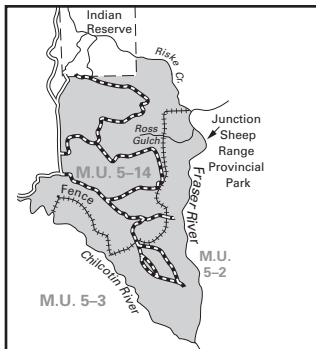 Indian
Reserve
Riske Cr.
Junction
Sheep
Range
Provincial
Park
Ross
Gulch
M.U. 5–14
Fence
Fraser River
M.U.
5–2
Chilcotin River
M.U. 5–3